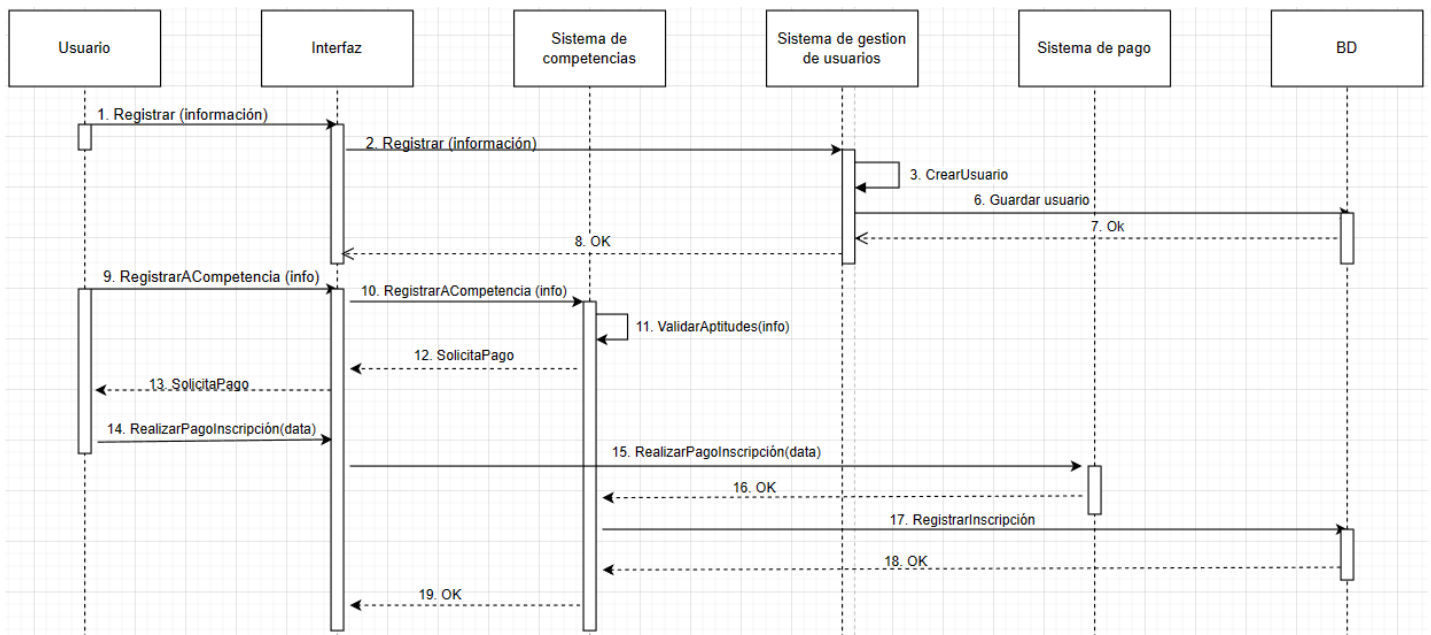 Usuario
Interfaz
Sistema de
competencias
Sistema de gestion
de usuarios
Sistema de pago
BD
1. Registrar (información)
2. Registrar (información)
3. CrearUsuario
6. Guardar usuario
7. Ok
8. OK
9. RegistrarACompetencia (info)
10. RegistrarACompetencia (info)
11. ValidarAptitudes(info)
12. SolicitaPago
13. SolicitaPago
14. RealizarPagoInscripción(data)
15. RealizarPagoInscripción(data)
16. OK
17. RegistrarInscripción
18. OK
19. OK